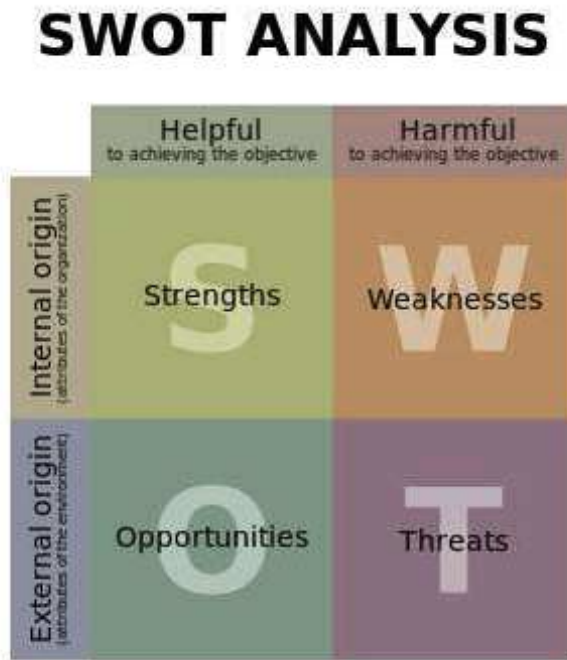 SWOT ANALYSIS
Helpful
to achieving the objective
Harmful
to achieving the objective
Internal origin
(attributes of the organization)
S
Strengths
W
Weaknesses
External origin
(attributes of the environment)
O
Opportunities
T
Threats